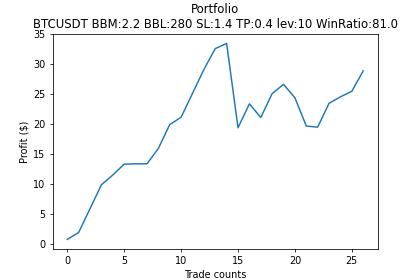 Portfolio
BTCUSDT BBM:2.2 BBL:280 SL:1.4 TP:0.4 lev:10 WinRatio:81.0
35
30
25
20
15
10
5
0
Profit ($)
0 5 10 15 20 25
Trade counts